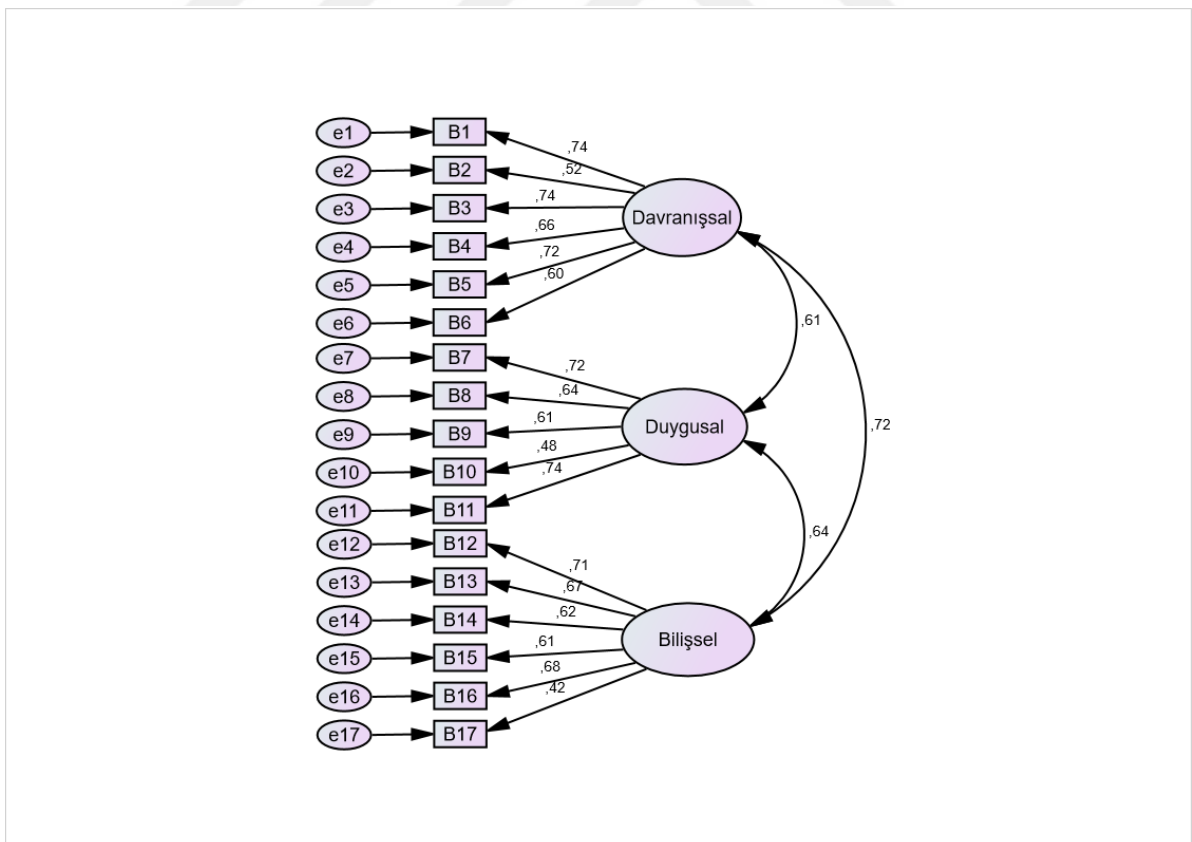 e1 B1 ,74
e2 B2 ,52
e3 B3 ,74
Davranışsal
e4 B4 ,66
e5 B5 ,72
e6 B6 ,60
,61
e7 B7 ,72
e8 B8 ,64
e9 B9 ,61
Duygusal
,72
e10 B10 ,48
e11 B11 ,74
e12 B12 ,71
,64
e13 B13 ,67
e14 B14 ,62
Bilişsel
e15 B15 ,61
e16 B16 ,68
e17 B17 ,42